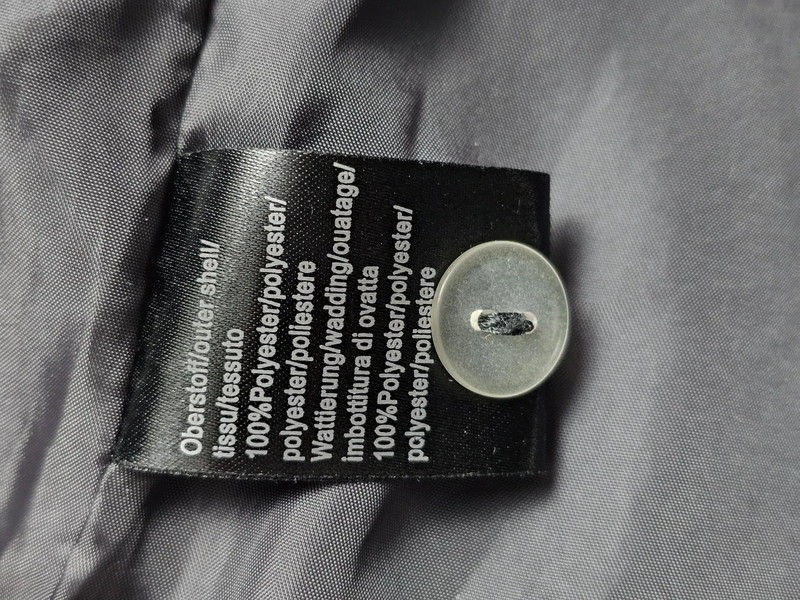 Oberstoff/outer shell/
tissu/tessuto
100%Polyester/polyester/
polyester/poliestere
Wattierung/wadding/ouatage/
imbottitura di ovatta
100%Polyester/polyester/
polyester/poliestere